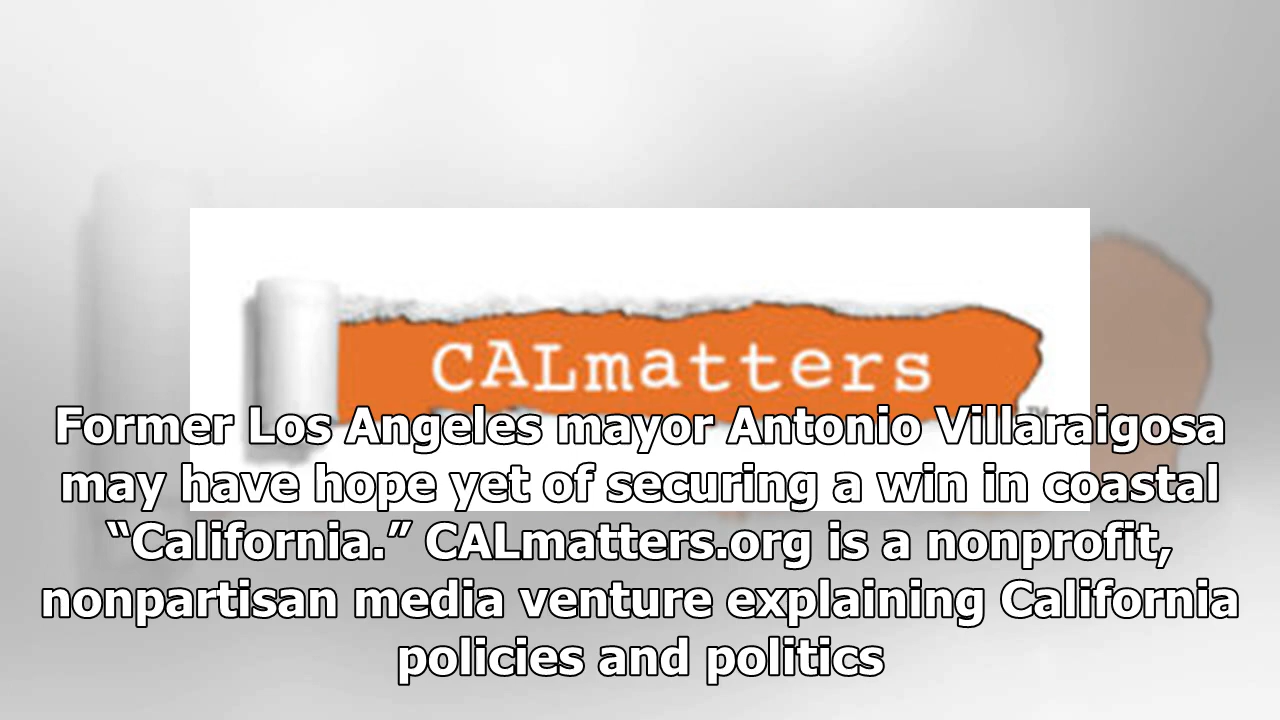 CALmatters
TM
Former Los Angeles mayor Antonio Villaraigosa
may have hope yet of securing a win in coastal
“California.” CALmatters.org is a nonprofit,
nonpartisan media venture explaining California
policies and politics